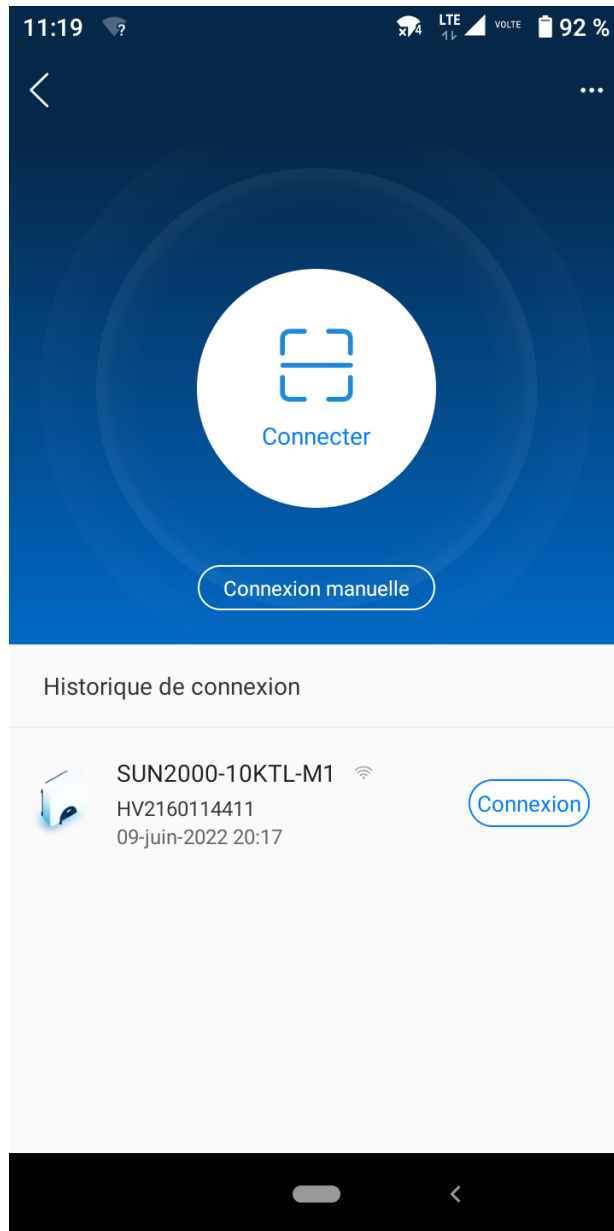 11:19 ? x 4 LTE VOLTE 92 %
Connecter
Connexion manuelle
Historique de connexion
SUN2000-10KTL-M1
HV2160114411
Connexion
09-juin-2022 20:17